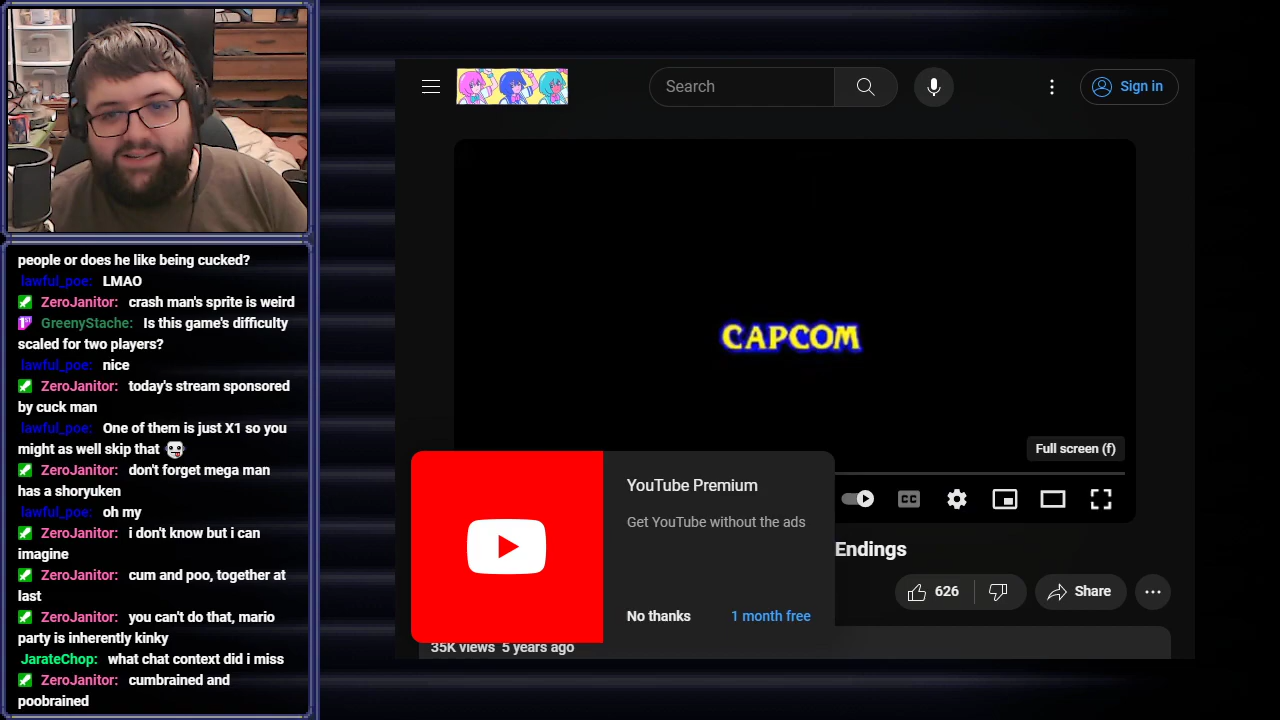 people or does he like being cucked?
lawful_poe: LMAO
ZeroJanitor: crash man's sprite is weird
GreenyStache: Is this game's difficulty
scaled for two players?
lawful_poe: nice
ZeroJanitor: today's stream sponsored
by cuck man
lawful_poe: One of them is just X1 so you
might as well skip that
ZeroJanitor: don't forget mega man
has a shoryuken
lawful_poe: oh my
ZeroJanitor: i don't know but i can
imagine
ZeroJanitor: cum and poo, together at
last
ZeroJanitor: you can't do that, mario
party is inherently kinky
JarateChop: what chat context did i miss
ZeroJanitor: cumbrained and
poobrained
Search
Sign in
CAPCOM
Full screen (f)
CC
YouTube Premium
Get YouTube without the ads
No thanks
1 month free
Endings
626
Share
35K views 5 years ago